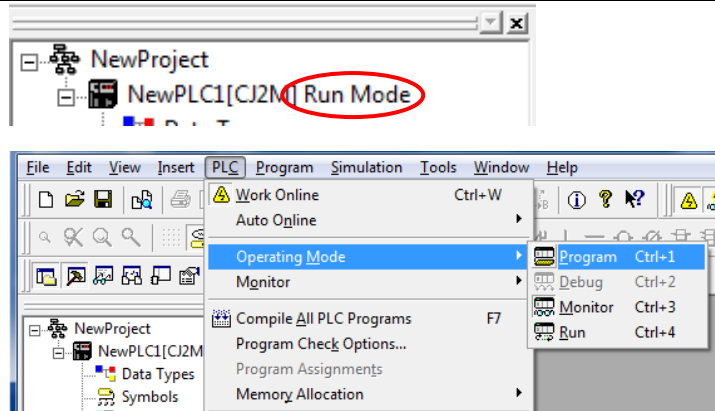 NewProject
NewPLC1[CJ2M] Run Mode
Data T
File Edit View Insert PLC Program Simulation Tools Window Help
Work Online Ctrl+W
Auto Online
Operating Mode
Program Ctrl+1
Monitor
Debug Ctrl+2
Monitor Ctrl+3
Compile All PLC Programs F7
Run Ctrl+4
NewProject
Program Check Options...
NewPLC1[CJ2M
Program Assignments
Data Types
Memory Allocation
Symbols